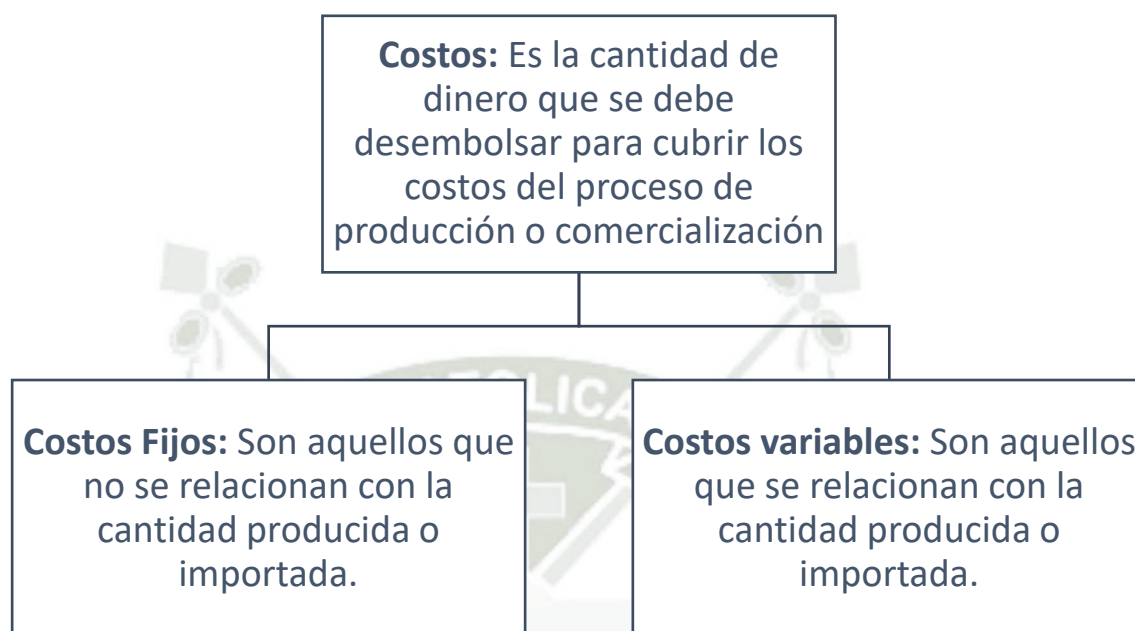 Costos: Es la cantidad de
dinero que se debe
desembolsar para cubrir los
costos del proceso de
producción o comercialización
Costos Fijos: Son aquellos que
no se relacionan con la
cantidad producida o
importada.
Costos variables: Son aquellos
que se relacionan con la
cantidad producida o
importada.